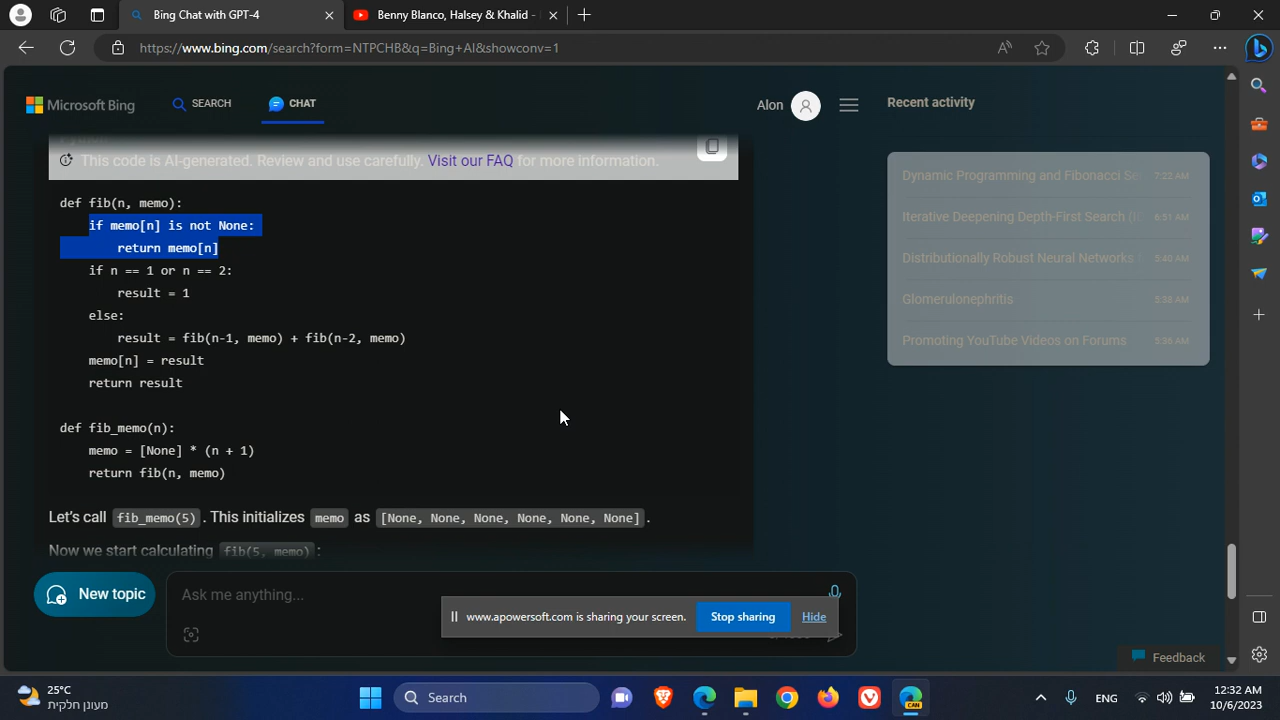 Bing Chat with GPT-4
Benny Blanco, Halsey & Khalid -
https://www.bing.com/search?form=NTPCHB&q=Bing+AI&showconv=1
Microsoft Bing
SEARCH
CHAT
Alon
Recent activity
Python
This code is AI-generated. Review and use carefully. Visit our FAQ for more information.
Dynamic Programming and Fibonacci Se
7:22 AM
Iterative Deepening Depth-First Search (I
6:51 AM
Distributionally Robust Neural Networks
5:40 AM
Glomerulonephritis
5:38 AM
Promoting YouTube Videos on Forums
5:36 AM
def fib(n, memo):
if memo[n] is not None:
return memo[n]
if n == 1 or n == 2:
result = 1
else:
result = fib(n-1, memo) + fib(n-2, memo)
memo[n] = result
return result
def fib_memo(n):
memo = [None] * (n + 1)
return fib(n, memo)
Let's call fib_memo(5). This initializes memo as [None, None, None, None, None, None].
Now we start calculating fib(5, memo):
New topic
Ask me anything...
www.apowersoft.com is sharing your screen.
Stop sharing
Hide
Feedback
25°C
מעונן חלקית
Search
CAN
ENG
12:32 AM
10/6/2023